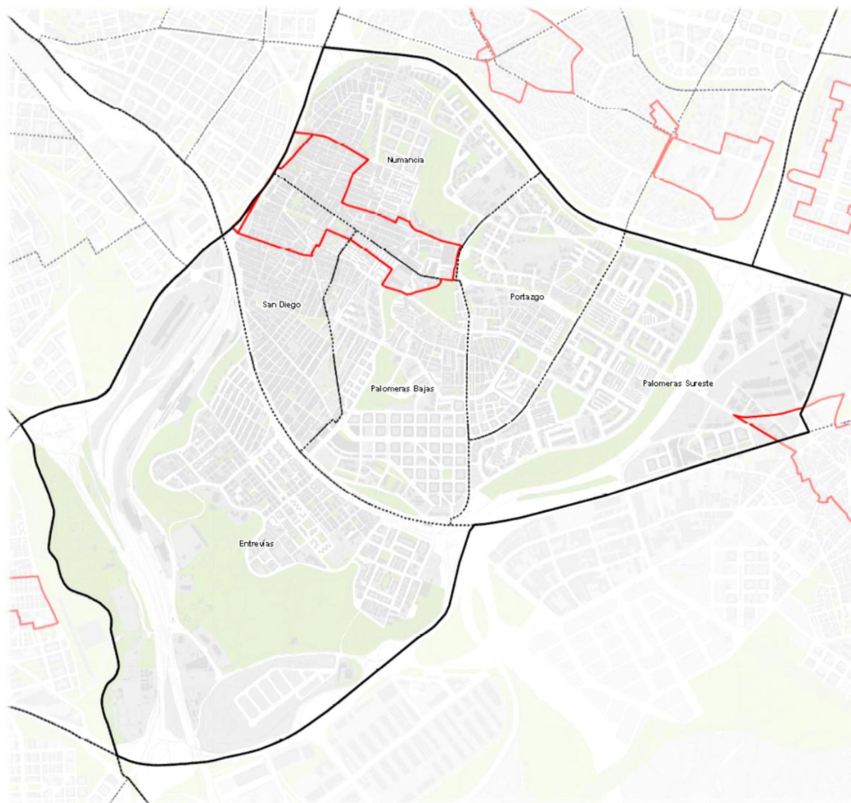 Numancia
Portazgo
San Diego
Palomeras Sureste
Palomeras Bajas
Entrevías